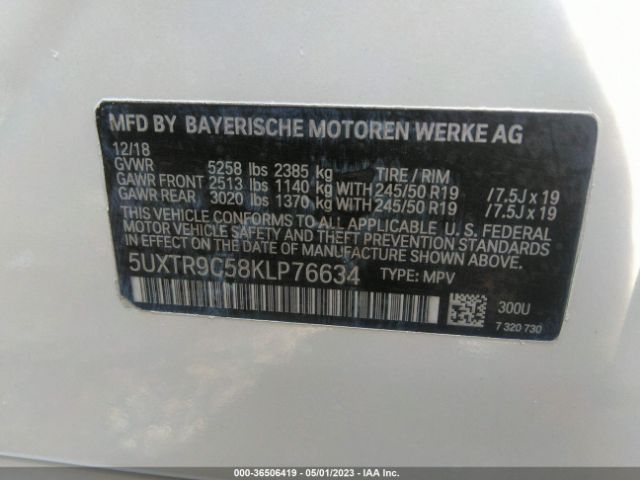 MFD BY BAYERISCHE MOTOREN WERKE AG
12/18
GVWR 5258 lbs 2385 kg TIRE / RIM
GAWR FRONT 2513 lbs 1140 kg WITH 245/50 R19 /7.5J x 19
GAWR REAR 3020 lbs 1370 kg WITH 245/50 R19 /7.5J x 19
THIS VEHICLE CONFORMS TO ALL APPLICABLE U. S. FEDERAL
MOTOR VEHICLE SAFETY AND THEFT PREVENTION STANDARDS
IN EFFECT ON THE DATE OF MANUFACTURE SHOWN ABOVE.
5UXTR9C58KLP76634 TYPE: MPV
300U
7 320 730
000-36506419 - 05/01/2023 - IAA Inc.